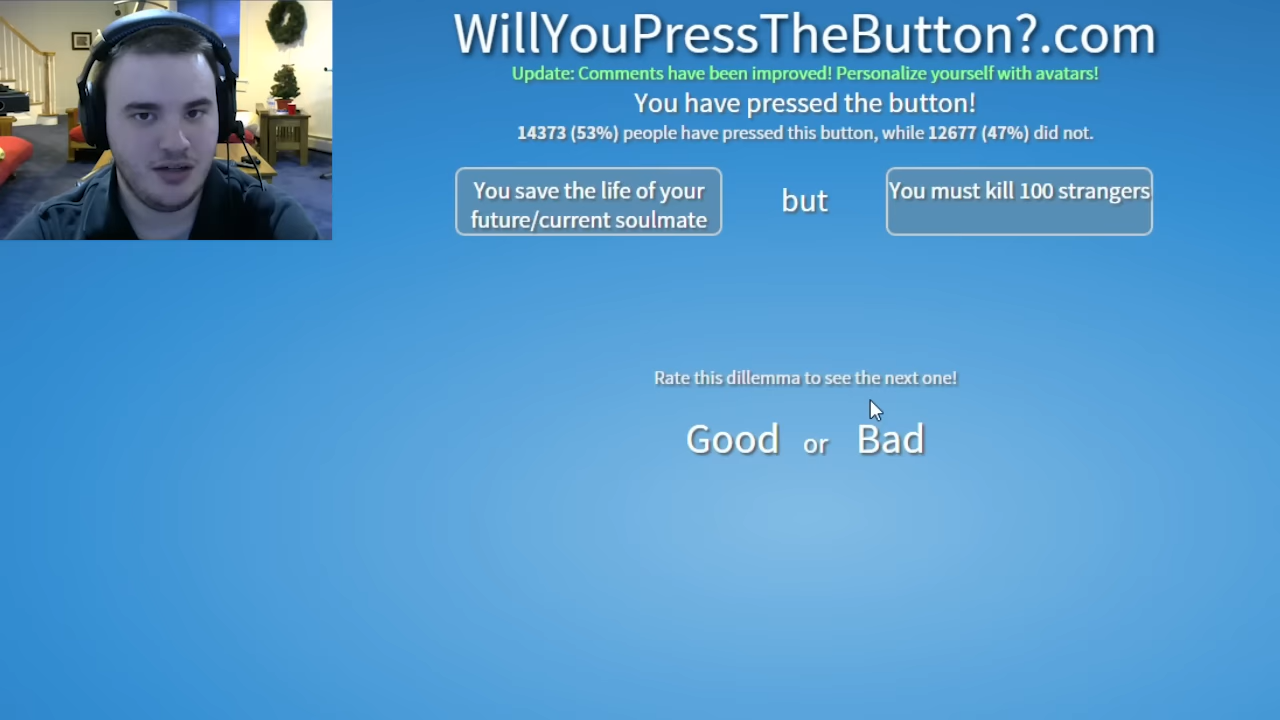 WillYouPressTheButton?.com
Update: Comments have been improved! Personalize yourself with avatars!
You have pressed the button!
14373 (53%) people have pressed this button, while 12677 (47%) did not.
You save the life of your
future/current soulmate
but
You must kill 100 strangers
Rate this dillemma to see the next one!
Good or Bad